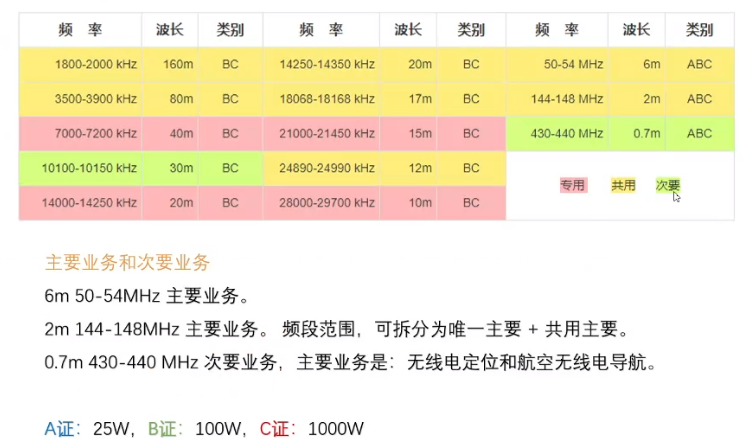 频 率 波长 类别 频 率 波长 类别 频 率 波长 类别
1800-2000 kHz 160m BC 14250-14350 kHz 20m BC 50-54 MHz 6m ABC
3500-3900 kHz 80m BC 18068-18168 kHz 17m BC 144-148 MHz 2m ABC
7000-7200 kHz 40m BC 21000-21450 kHz 15m BC 430-440 MHz 0.7m ABC
10100-10150 kHz 30m BC 24890-24990 kHz 12m BC
专用 共用 次要
14000-14250 kHz 20m BC 28000-29700 kHz 10m BC
主要业务和次要业务
6m 50-54MHz 主要业务。
2m 144-148MHz 主要业务。 频段范围，可拆分为唯一主要 + 共用主要。
0.7m 430-440 MHz 次要业务，主要业务是：无线电定位和航空无线电导航。
A证：25W，B证：100W，C证：1000W